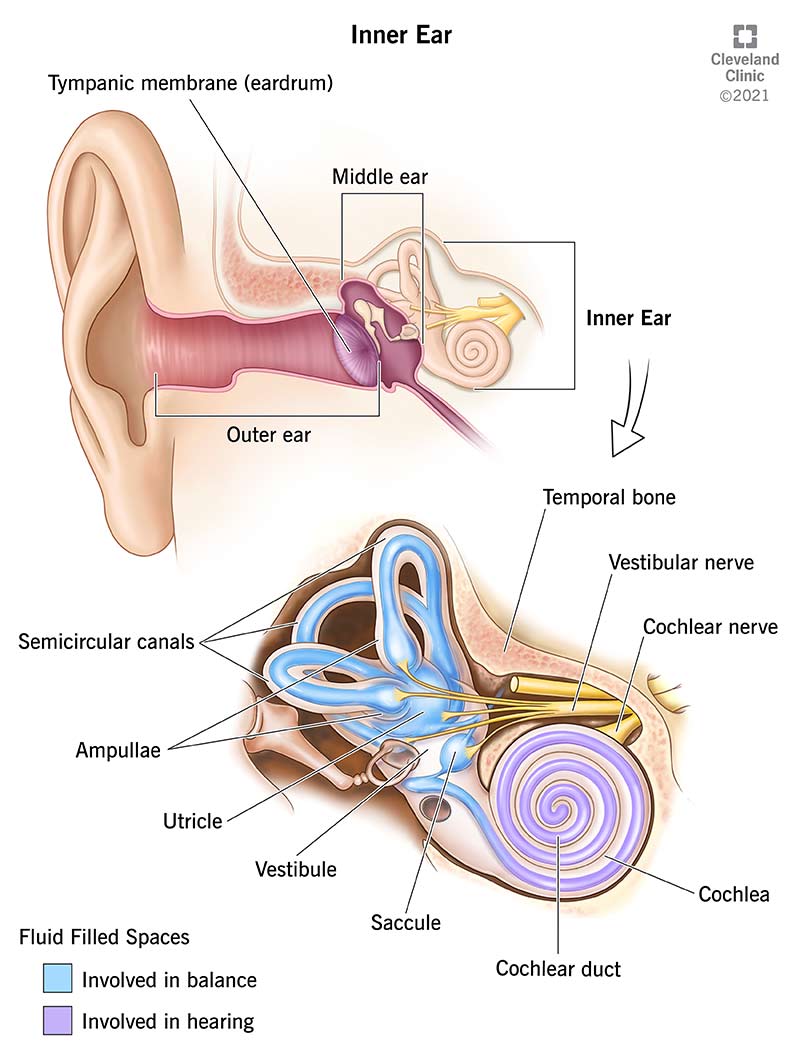 Inner Ear
Cleveland
Clinic
©2021
Tympanic membrane (eardrum)
Middle ear
Inner Ear
Outer ear
Temporal bone
Vestibular nerve
Cochlear nerve
Semicircular canals
Ampullae
Utricle
Vestibule
Cochlea
Saccule
Cochlear duct
Fluid Filled Spaces
Involved in balance
Involved in hearing